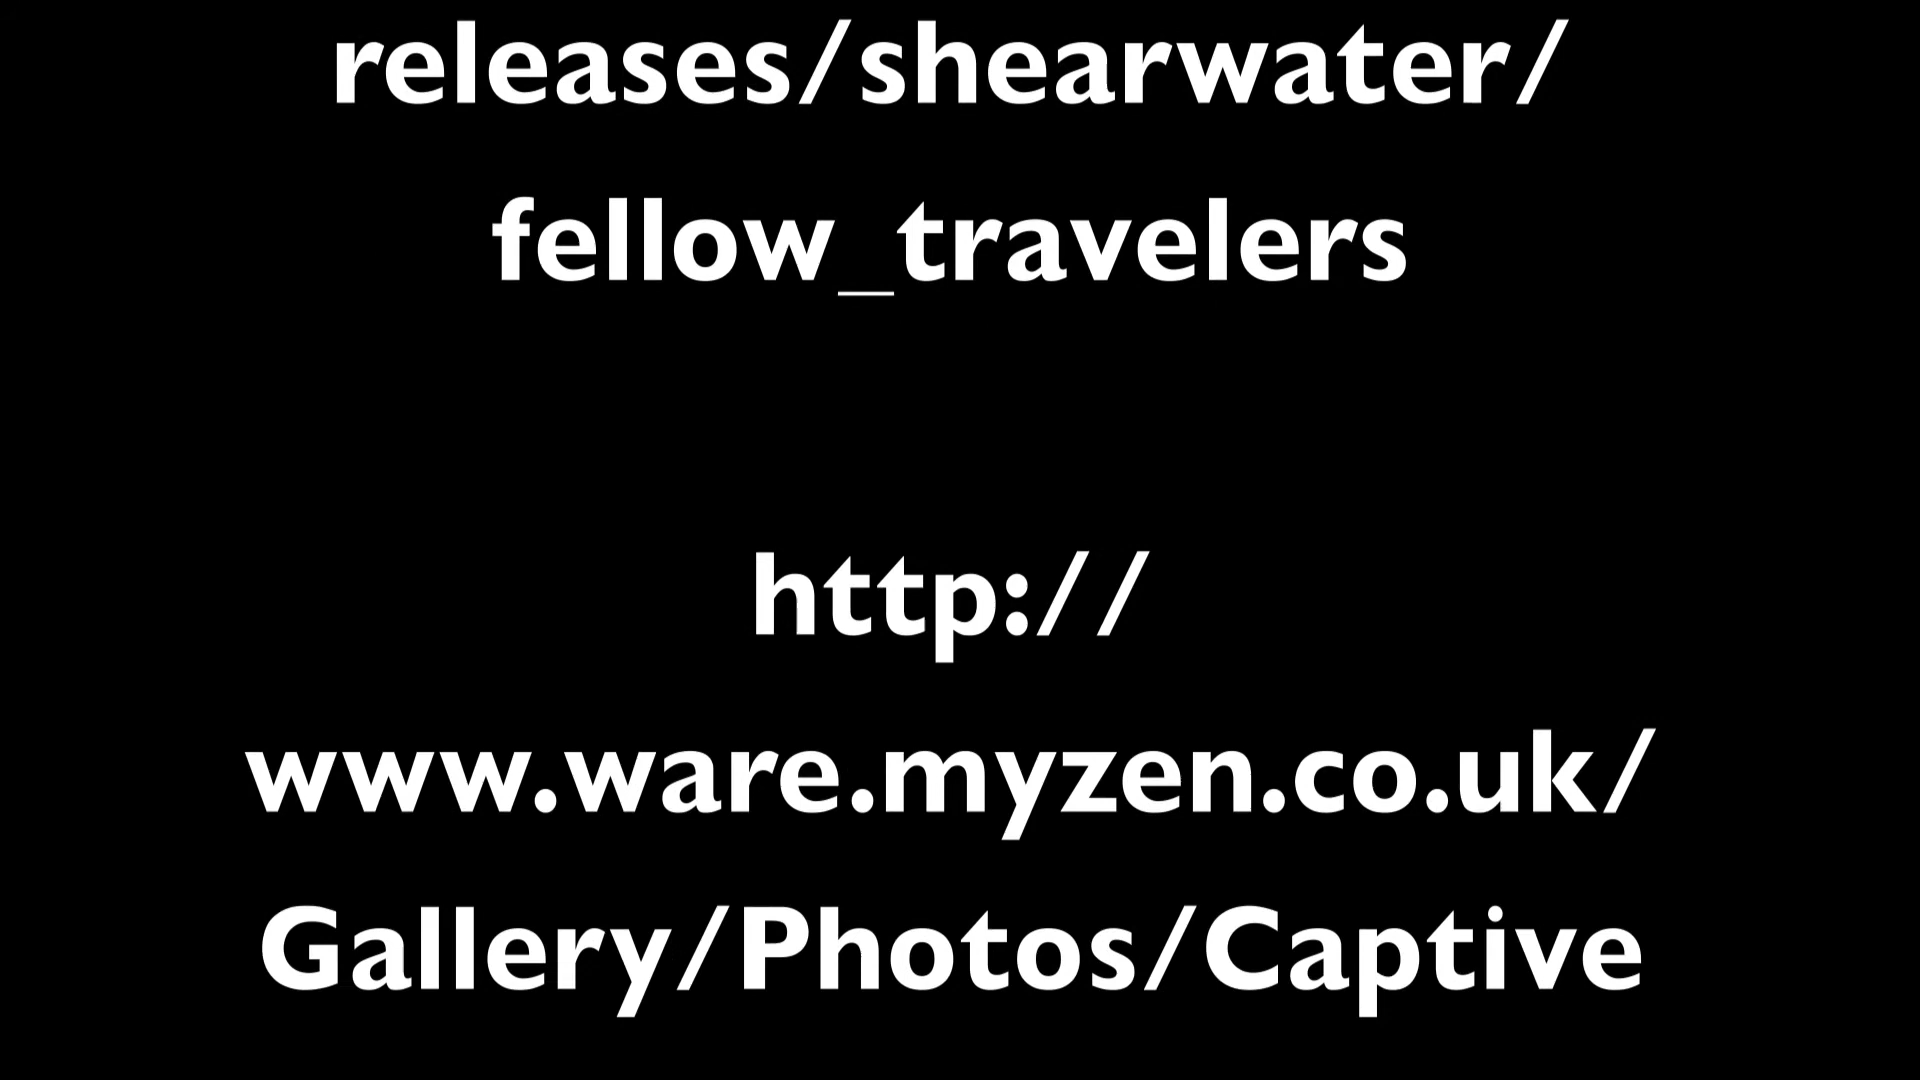 releases/shearwater/
fellow_travelers
http://
www.ware.myzen.co.uk/
Gallery/Photos/Captive